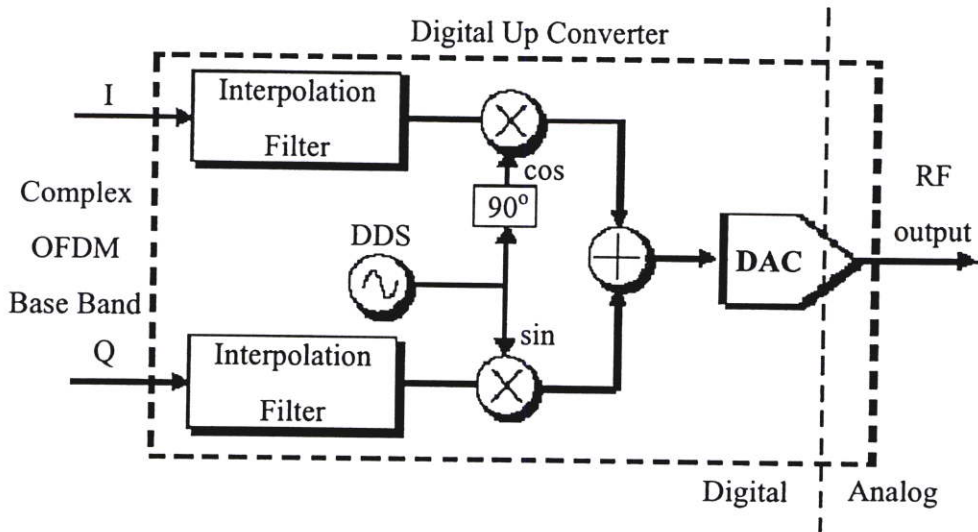 Digital Up Converter
I
Interpolation
Filter
cos
90°
Complex
OFDM
Base Band
DDS
DAC
RF
output
sin
Q
Interpolation
Filter
Digital
Analog